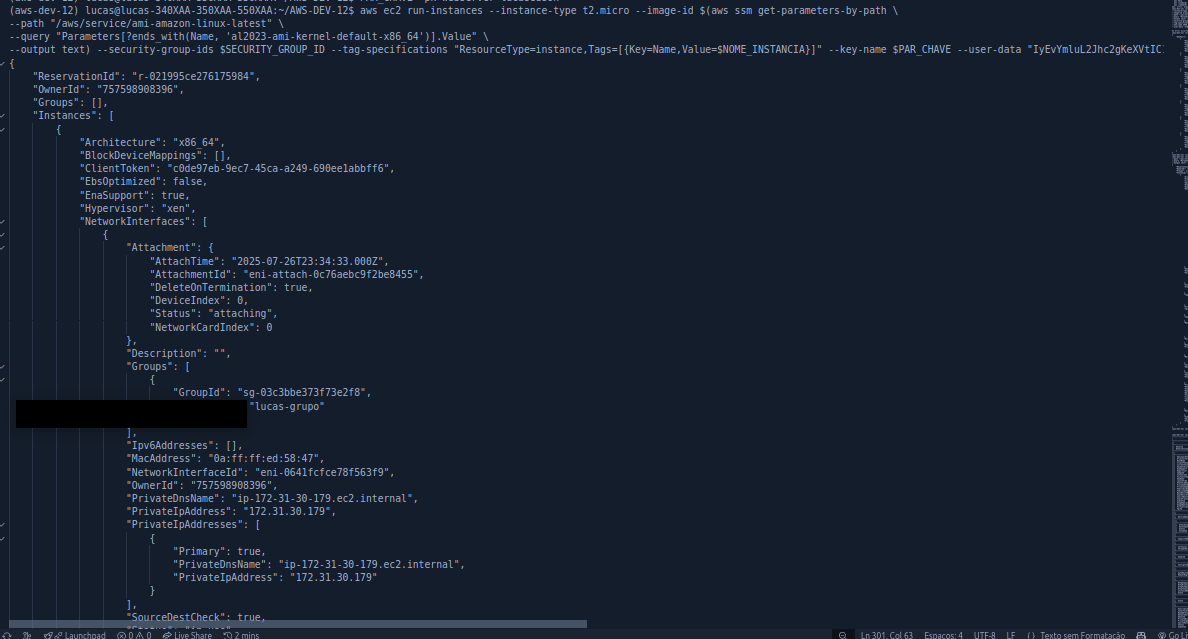 (aws-dev-12) lucas@lucas-340XAA-350XAA-550XAA:~/AWS-DEV-12$ aws ec2 run-instances --instance-type t2.micro --image-id $(aws ssm get-parameters-by-path \
--path "/aws/service/ami-amazon-linux-latest" \
--query "Parameters[?ends_with(Name, 'al2023-ami-kernel-default-x86_64')].Value" \
--output text) --security-group-ids $SECURITY_GROUP_ID --tag-specifications "ResourceType=instance,Tags=[{Key=Name,Value=$NOME_INSTANCIA}]" --key-name $PAR_CHAVE --user-data
{
"ReservationId": "r-021995ce276175984",
"OwnerId": "757598908396",
"Groups": [],
"Instances": [
{
"Architecture": "x86_64",
"BlockDeviceMappings": [],
"ClientToken": "c0de97eb-9ec7-45ca-a249-690ee1abbff6",
"EbsOptimized": false,
"EnaSupport": true,
"Hypervisor": "xen",
"NetworkInterfaces": [
{
"Attachment": {
"AttachTime": "2025-07-26T23:34:33.000Z",
"AttachmentId": "eni-attach-0c76aebc9f2be8455",
"DeleteOnTermination": true,
"DeviceIndex": 0,
"Status": "attaching",
"NetworkCardIndex": 0
},
"Description": "",
"Groups": [
{
"GroupId": "sg-03c3bbe373f73e2f8",
"lucas-grupo"
],
"Ipv6Addresses": [],
"MacAddress": "0a:ff:ff:ed:58:47",
"NetworkInterfaceId": "eni-0641fcfce78f563f9",
"OwnerId": "757598908396",
"PrivateDnsName": "ip-172-31-30-179.ec2.internal",
"PrivateIpAddress": "172.31.30.179",
"PrivateIpAddresses": [
{
"Primary": true,
"PrivateDnsName": "ip-172-31-30-179.ec2.internal",
"PrivateIpAddress": "172.31.30.179"
}
],
"SourceDestCheck": true,
Launchpad 0 0 Live Share 2 mins Ln 301, Col 63 Espaços: 4 UTF-8 LF {} Texto sem Formatação Go Li